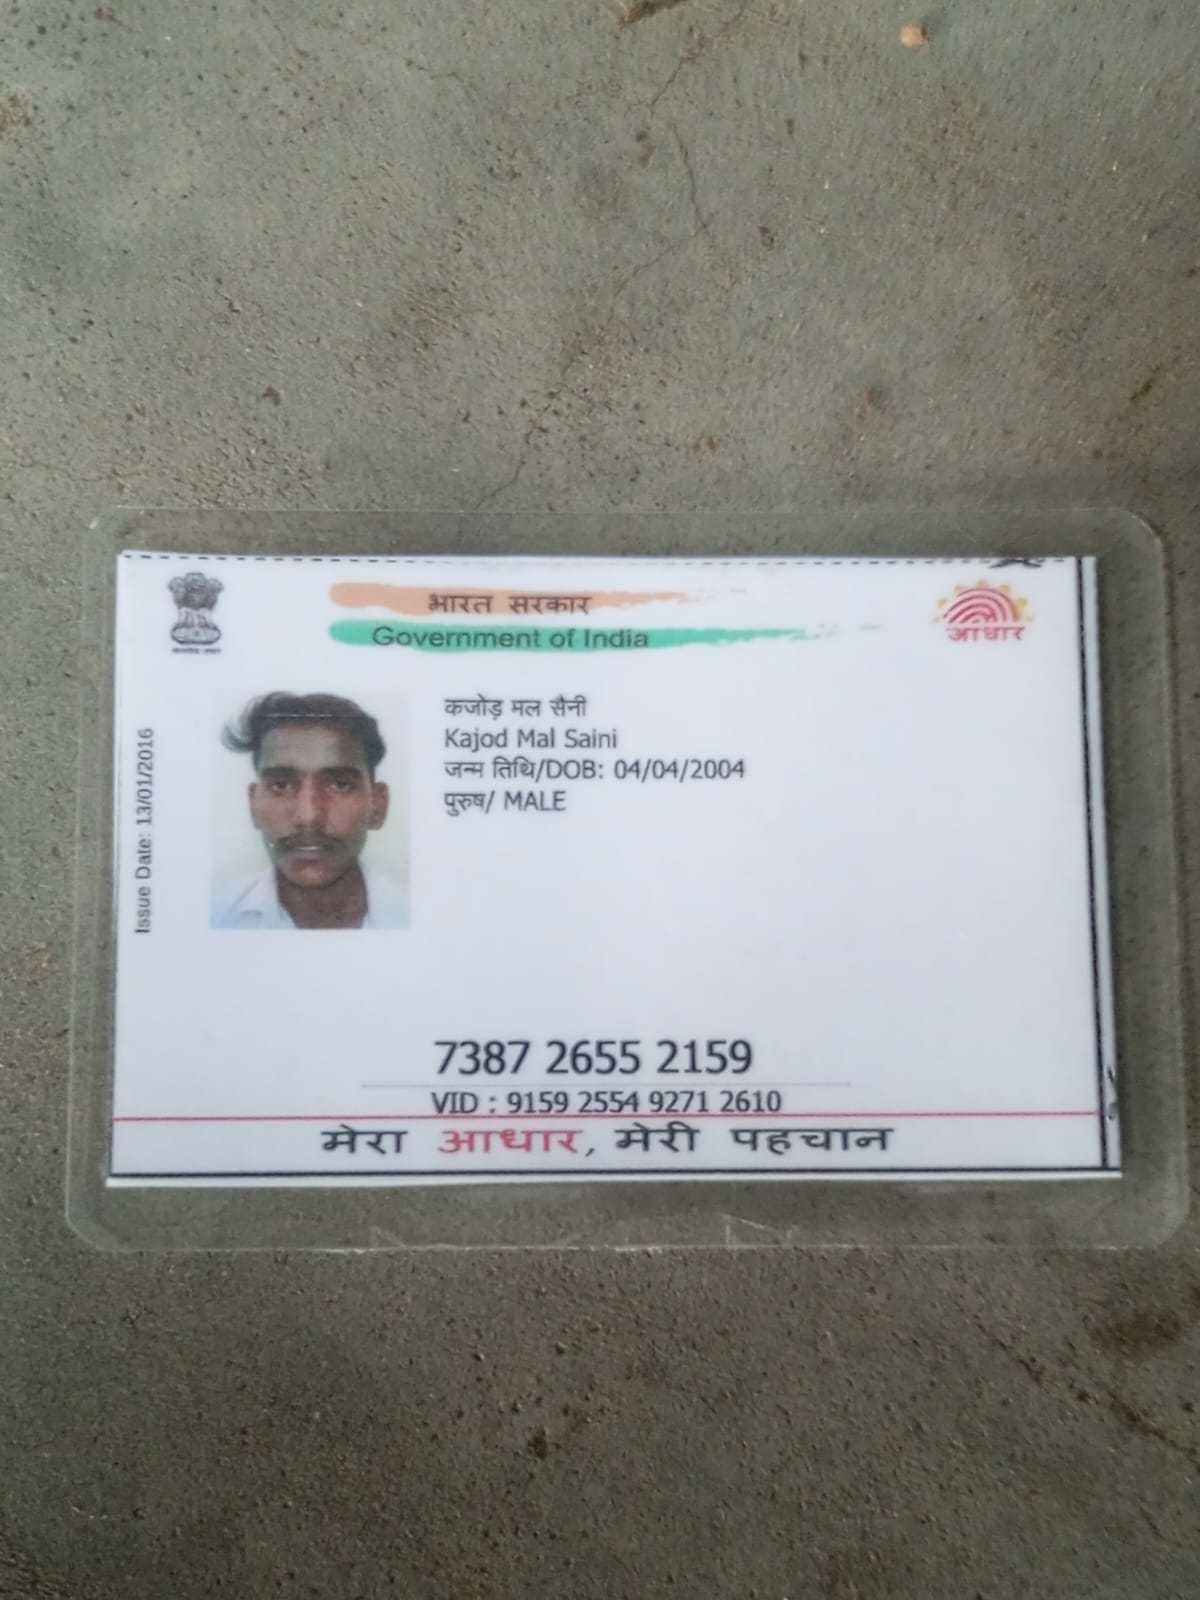 भारत सरकार
Government of India
आधार
Issue Date: 13/01/2016
कजोड़ मल सैनी
Kajod Mal Saini
जन्म तिथि/DOB: 04/04/2004
पुरुष/ MALE
7387 2655 2159
VID : 9159 2554 9271 2610
मेरा आधार, मेरी पहचान